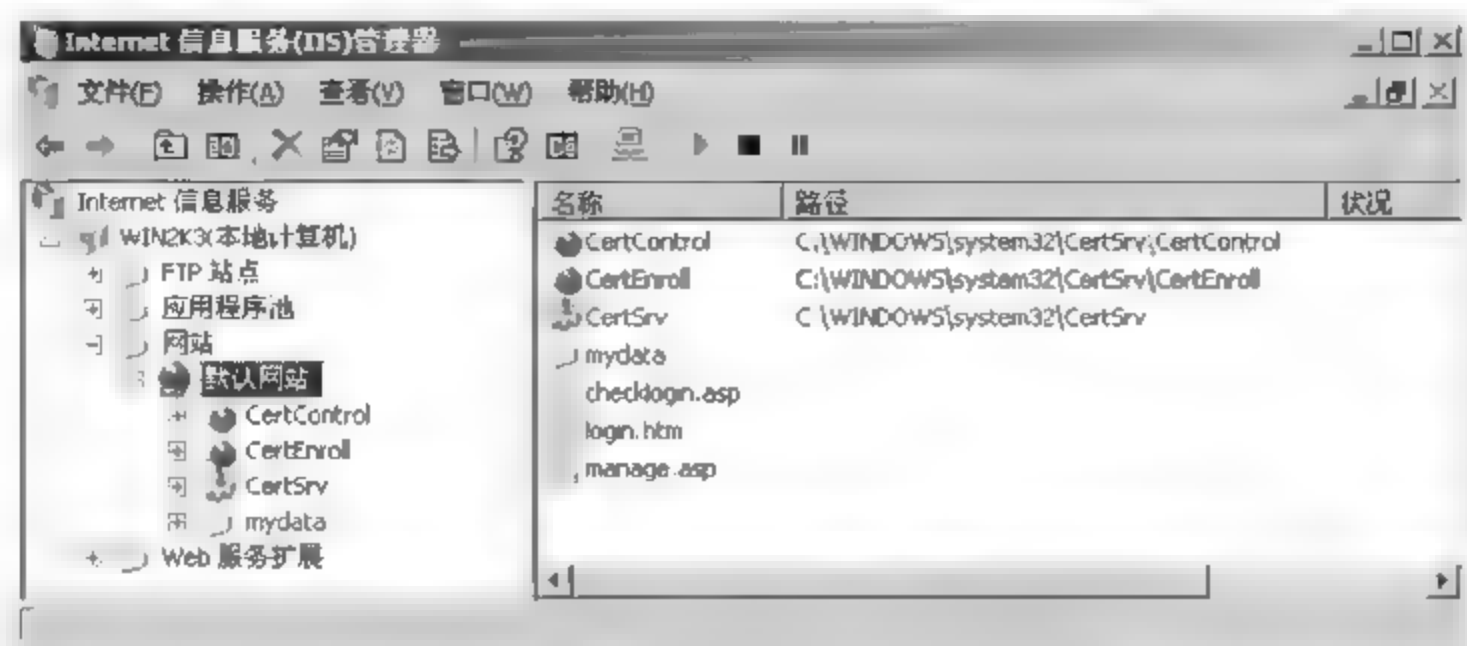 Internet 信息服务(IIS)管理器
文件(F) 操作(A) 查看(V) 窗口(W) 帮助(H)
Internet 信息服务
WIN2K3(本地计算机)
FTP 站点
应用程序池
网站
默认网站
CertControl
CertEnroll
CertSrv
mydata
Web 服务扩展
名称 路径 状况
CertControl C:\WINDOWS\system32\CertSrv\CertControl
CertEnroll C:\WINDOWS\system32\CertSrv\CertEnroll
CertSrv C:\WINDOWS\system32\CertSrv
mydata
checklogin.asp
login.htm
manage.asp